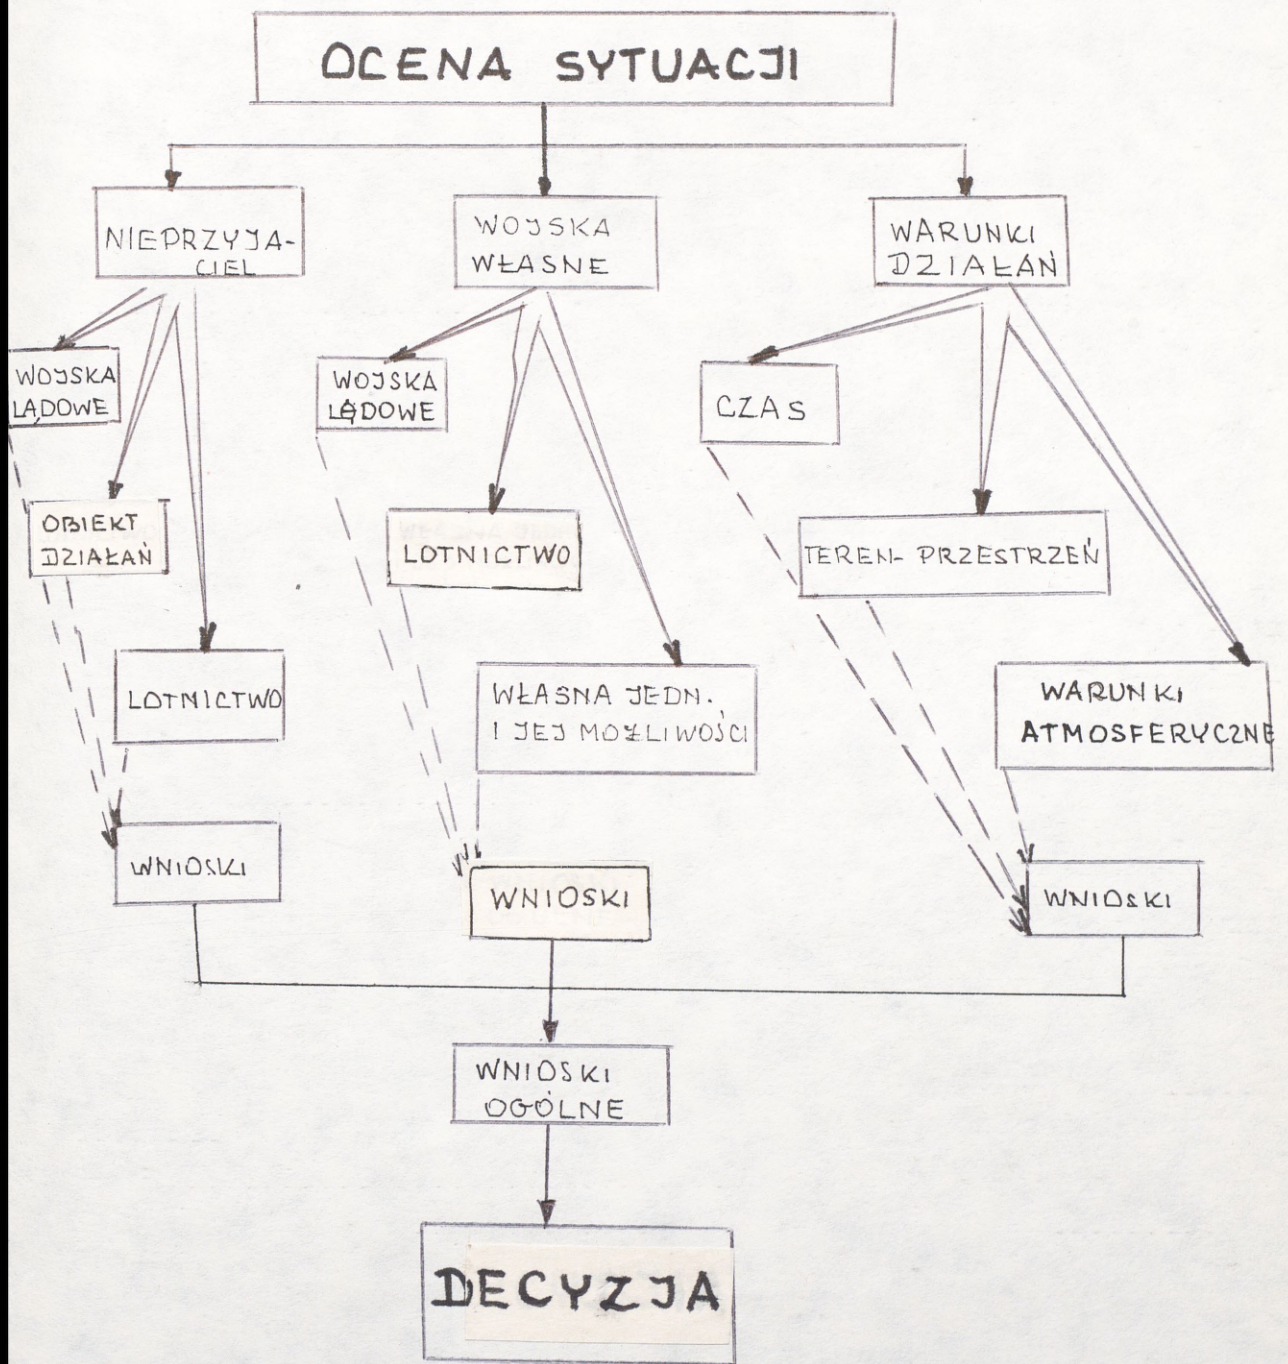 OCENA SYTUACJI
NIEPRZYJA-
CIEL
WOJSKA
WŁASNE
WARUNKI
DZIAŁAŃ
WOJSKA
LĄDOWE
WOJSKA
LĄDOWE
CZAS
OBIEKT
DZIAŁAŃ
LOTNICTWO
TEREN- PRZESTRZEŃ
LOTNICTWO
WŁASNA JEDN.
I JEJ MOŻLIWOŚCI
WARUNKI
ATMOSFERYCZNE
WNIOSKI
WNIOSKI
WNIOSKI
WNIOSKI
OGÓLNE
DECYZJA